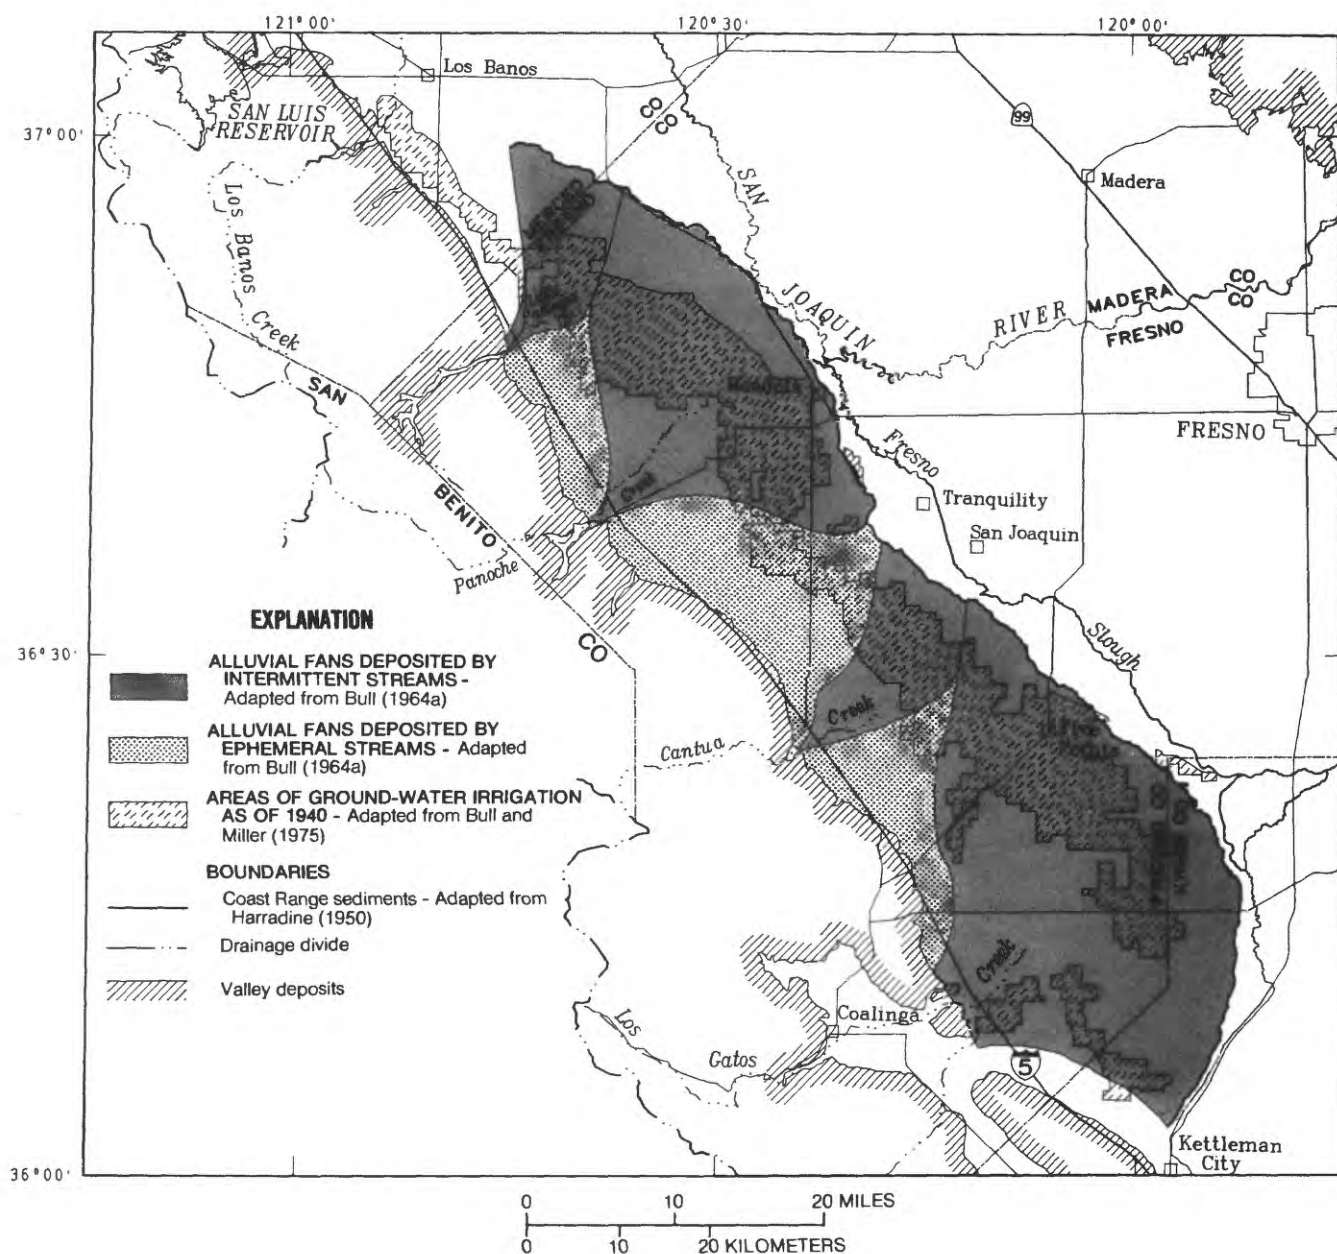 121°00'
120°30'
120°00'
Los Banos
SAN LUIS
RESERVOIR
37°00'
99
Madera
SAN
JOAQUIN
RIVER
MADERA CO
FRESNO CO
Los Banos
Creek
SAN
BENITO
CO
Mendota
FRESNO
Fresno
Tranquility
San Joaquin
Slough
Creek
Panoche
36°30'
EXPLANATION
ALLUVIAL FANS DEPOSITED BY
INTERMITTENT STREAMS -
Adapted from Bull (1964a)
ALLUVIAL FANS DEPOSITED BY
EPHEMERAL STREAMS - Adapted
from Bull (1964a)
AREAS OF GROUND-WATER IRRIGATION
AS OF 1940 - Adapted from Bull and
Miller (1975)
BOUNDARIES
Coast Range sediments - Adapted from
Harradine (1950)
Drainage divide
Valley deposits
Creek
Cantua
Five
Points
Creek
Coalinga
Los
Gatos
5
Kettleman
City
36°00'
0 10 20 MILES
0 10 20 KILOMETERS